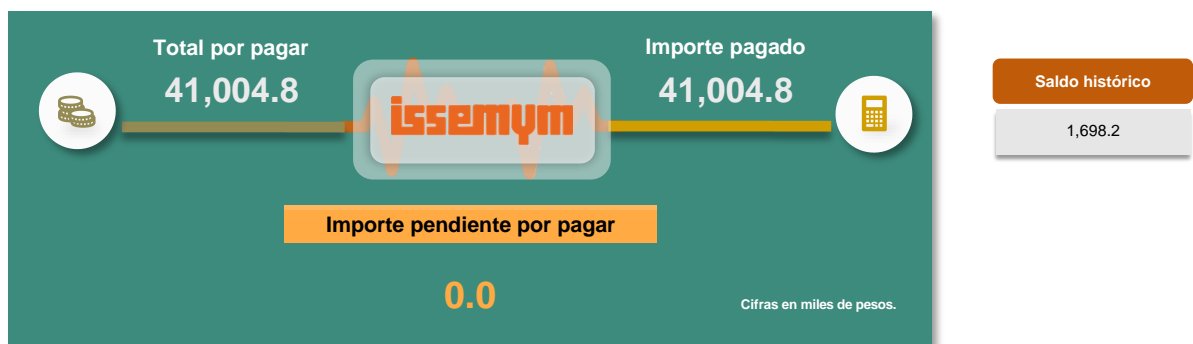 Total por pagar
41,004.8
issemym
Importe pagado
41,004.8
Importe pendiente por pagar
0.0
Cifras en miles de pesos.
Saldo histórico
1,698.2